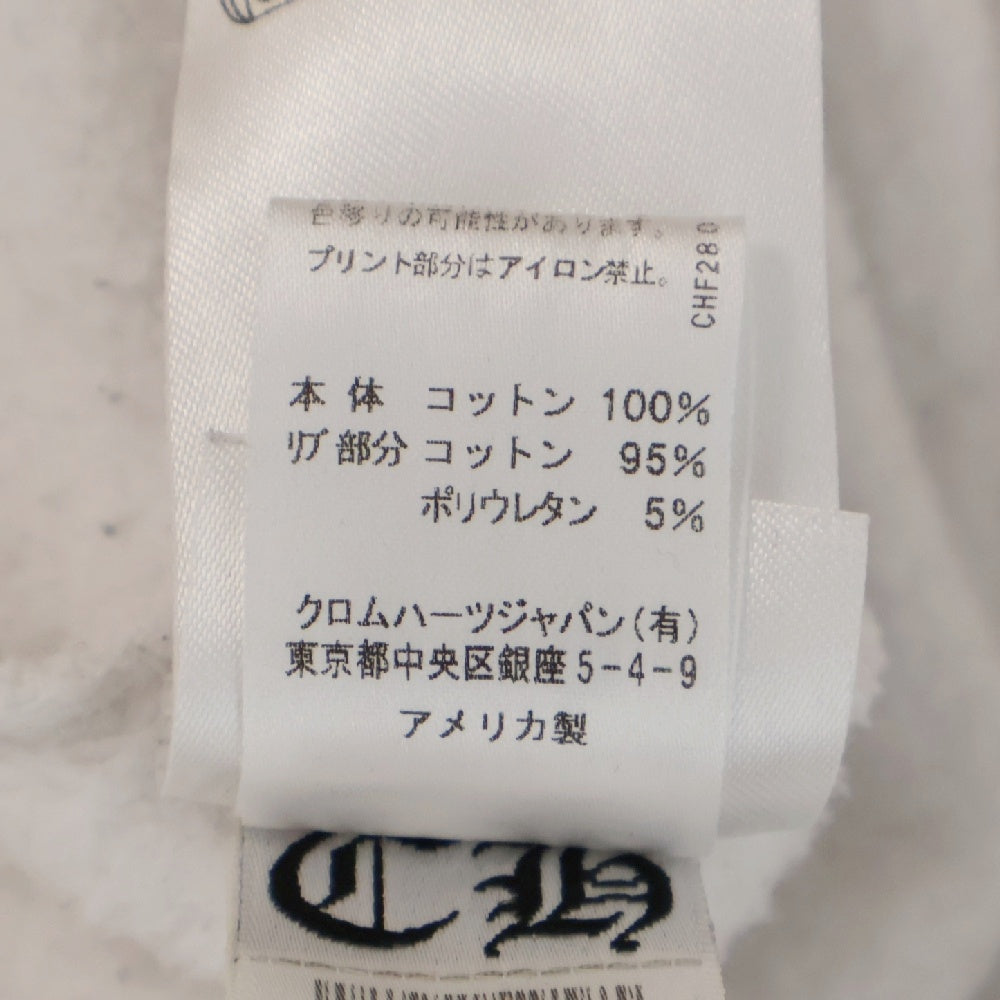 色移りの可能性があります。
プリント部分はアイロン禁止。
CHF280
本体 コットン 100%
リブ部分 コットン 95%
ポリウレタン 5%
クロムハーツジャパン(有)
東京都中央区銀座5-4-9
アメリカ製
CH